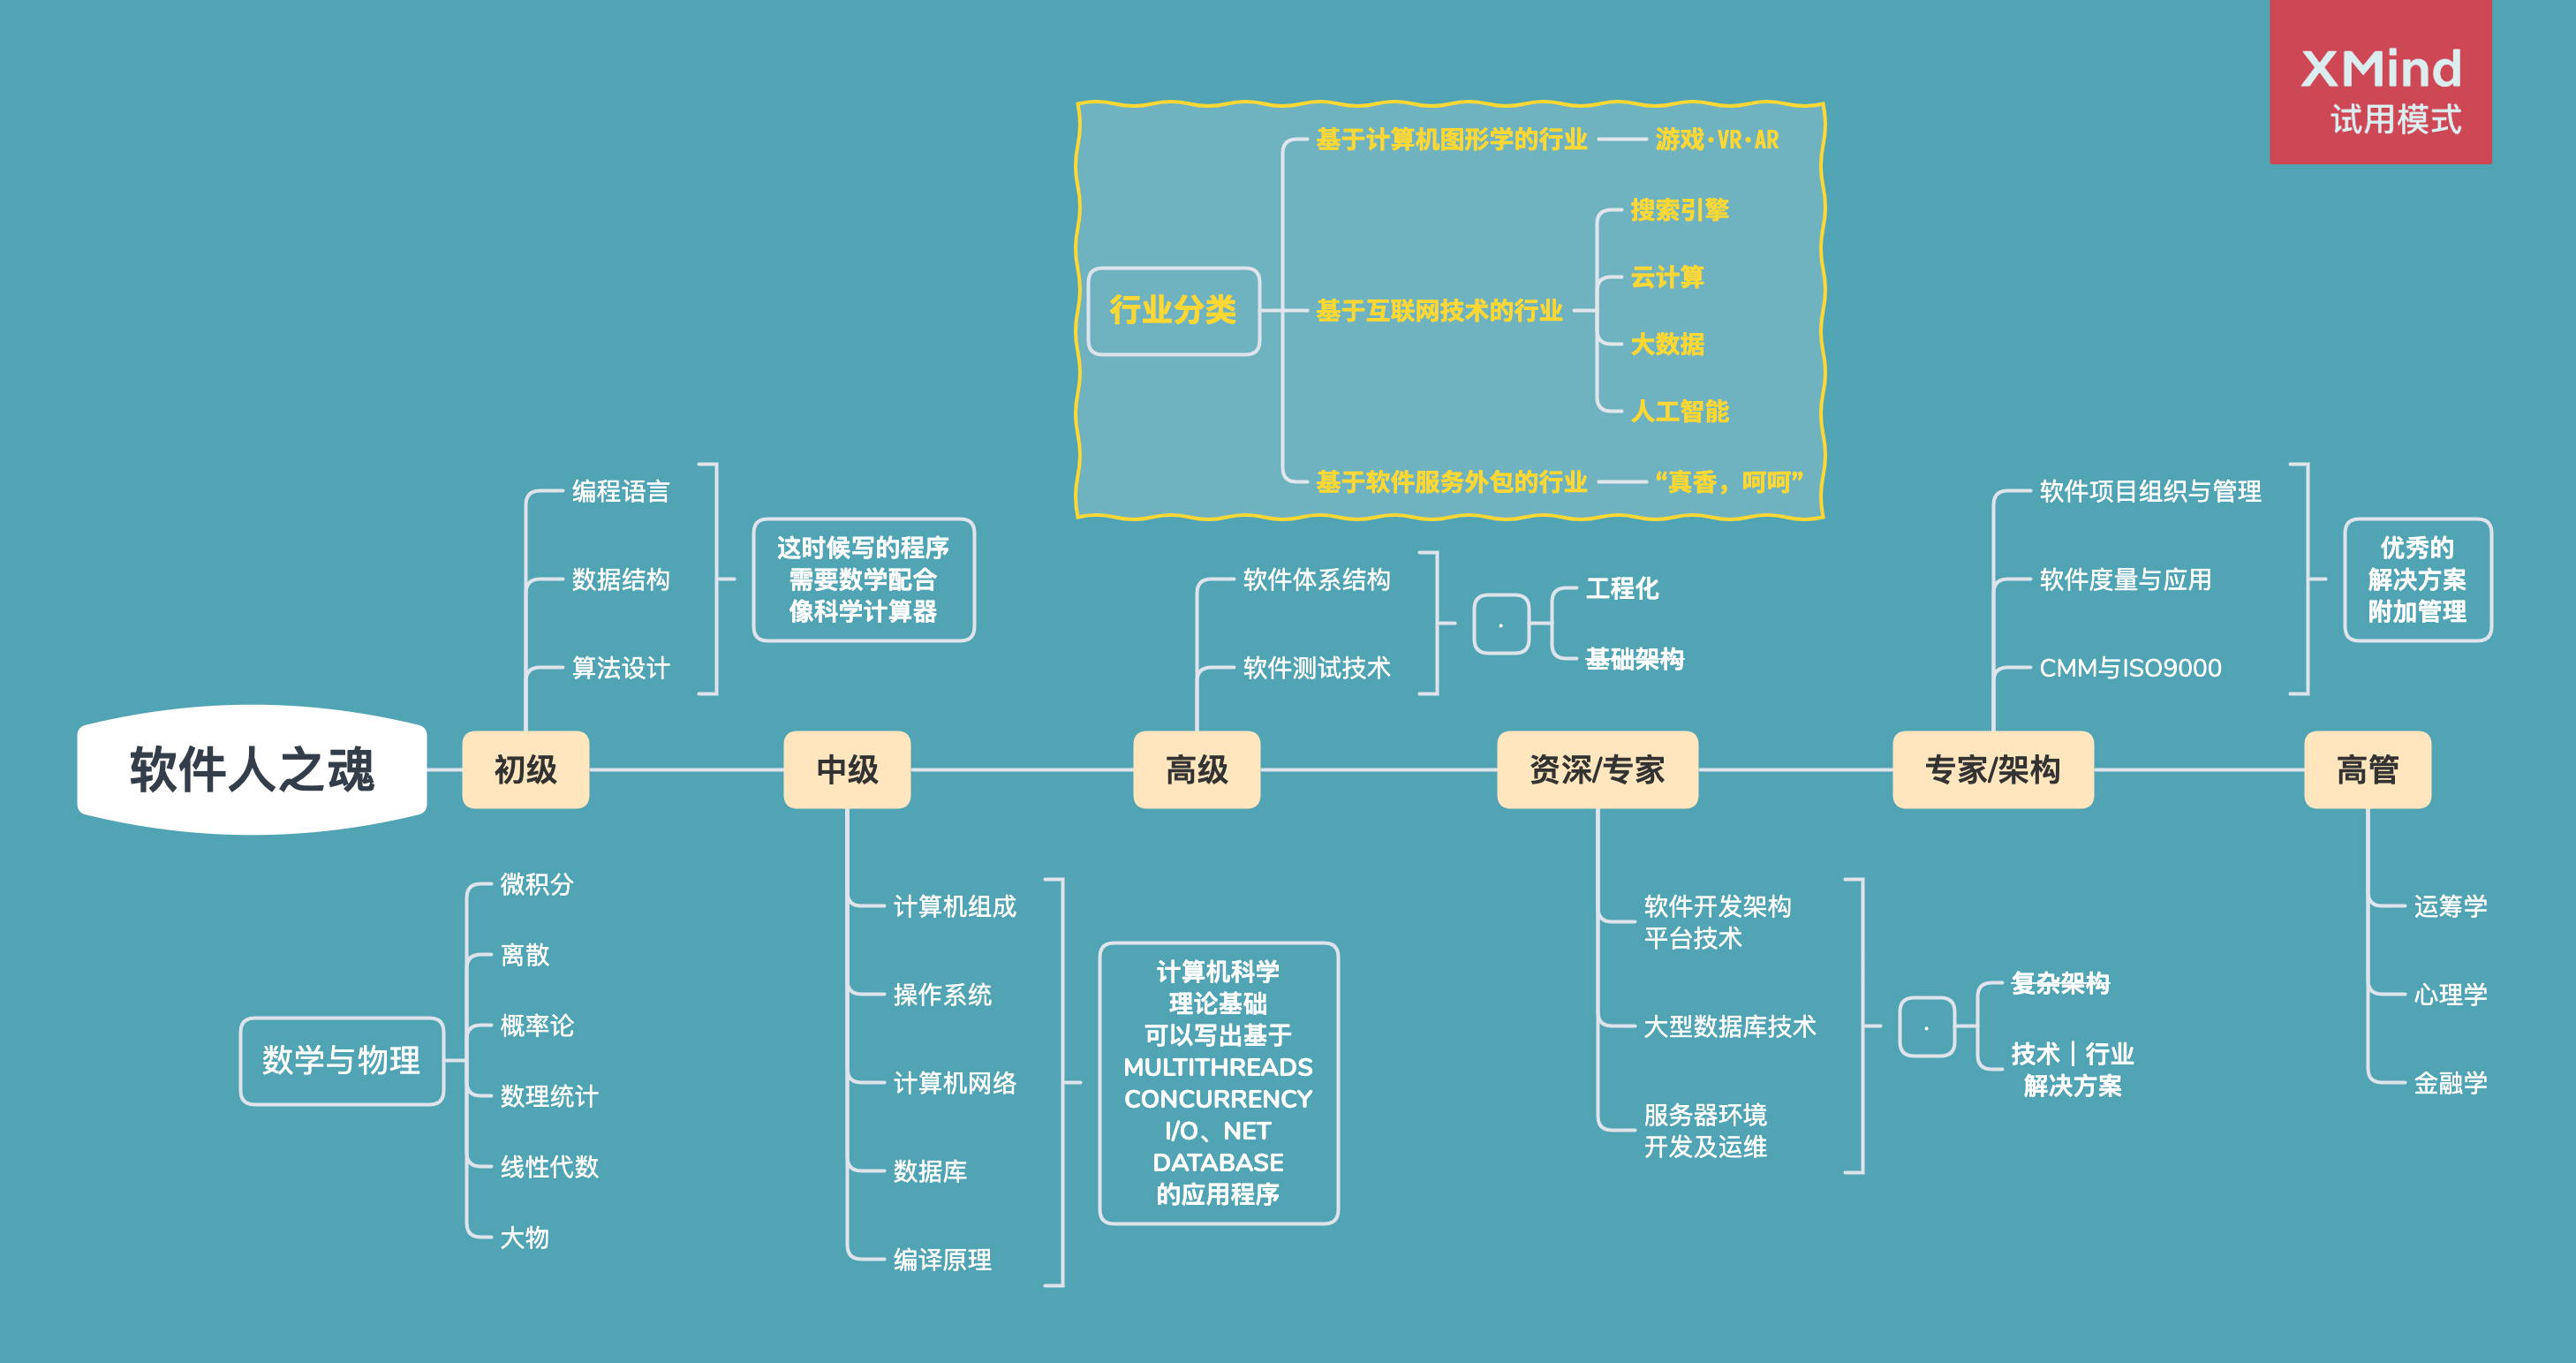 XMind
试用模式
基于计算机图形学的行业
游戏·VR·AR
搜索引擎
云计算
行业分类
基于互联网技术的行业
大数据
人工智能
基于软件服务外包的行业
“真香，呵呵”
编程语言
数据结构
算法设计
这时候写的程序
需要数学配合
像科学计算器
软件体系结构
软件测试技术
·
工程化
基础架构
软件项目组织与管理
软件度量与应用
CMM与ISO9000
优秀的
解决方案
附加管理
软件人之魂
初级
中级
高级
资深/专家
专家/架构
高管
数学与物理
微积分
离散
概率论
数理统计
线性代数
大物
计算机组成
操作系统
计算机网络
数据库
编译原理
计算机科学
理论基础
可以写出基于
MULTITHREADS
CONCURRENCY
I/O、NET
DATABASE
的应用程序
软件开发架构
平台技术
大型数据库技术
服务器环境
开发及运维
·
复杂架构
技术｜行业
解决方案
运筹学
心理学
金融学